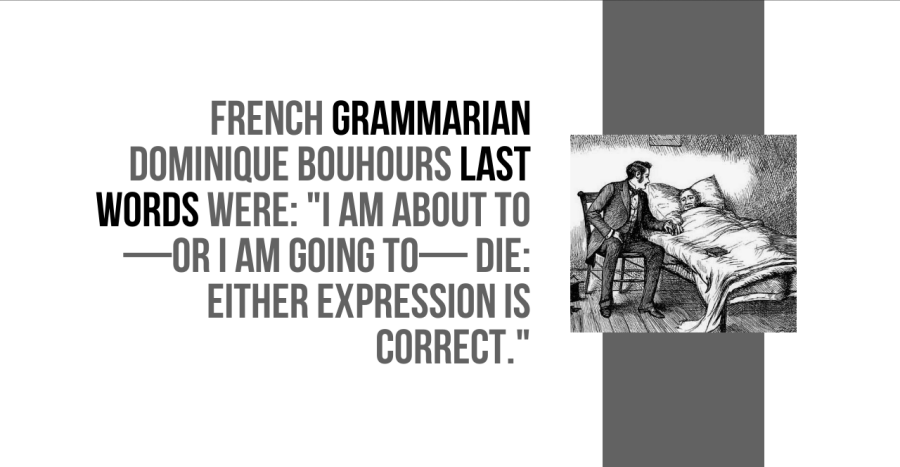 FRENCH GRAMMARIAN
DOMINIQUE BOUHOURS LAST
WORDS WERE: "I AM ABOUT TO
—OR I AM GOING TO— DIE:
EITHER EXPRESSION IS
CORRECT."